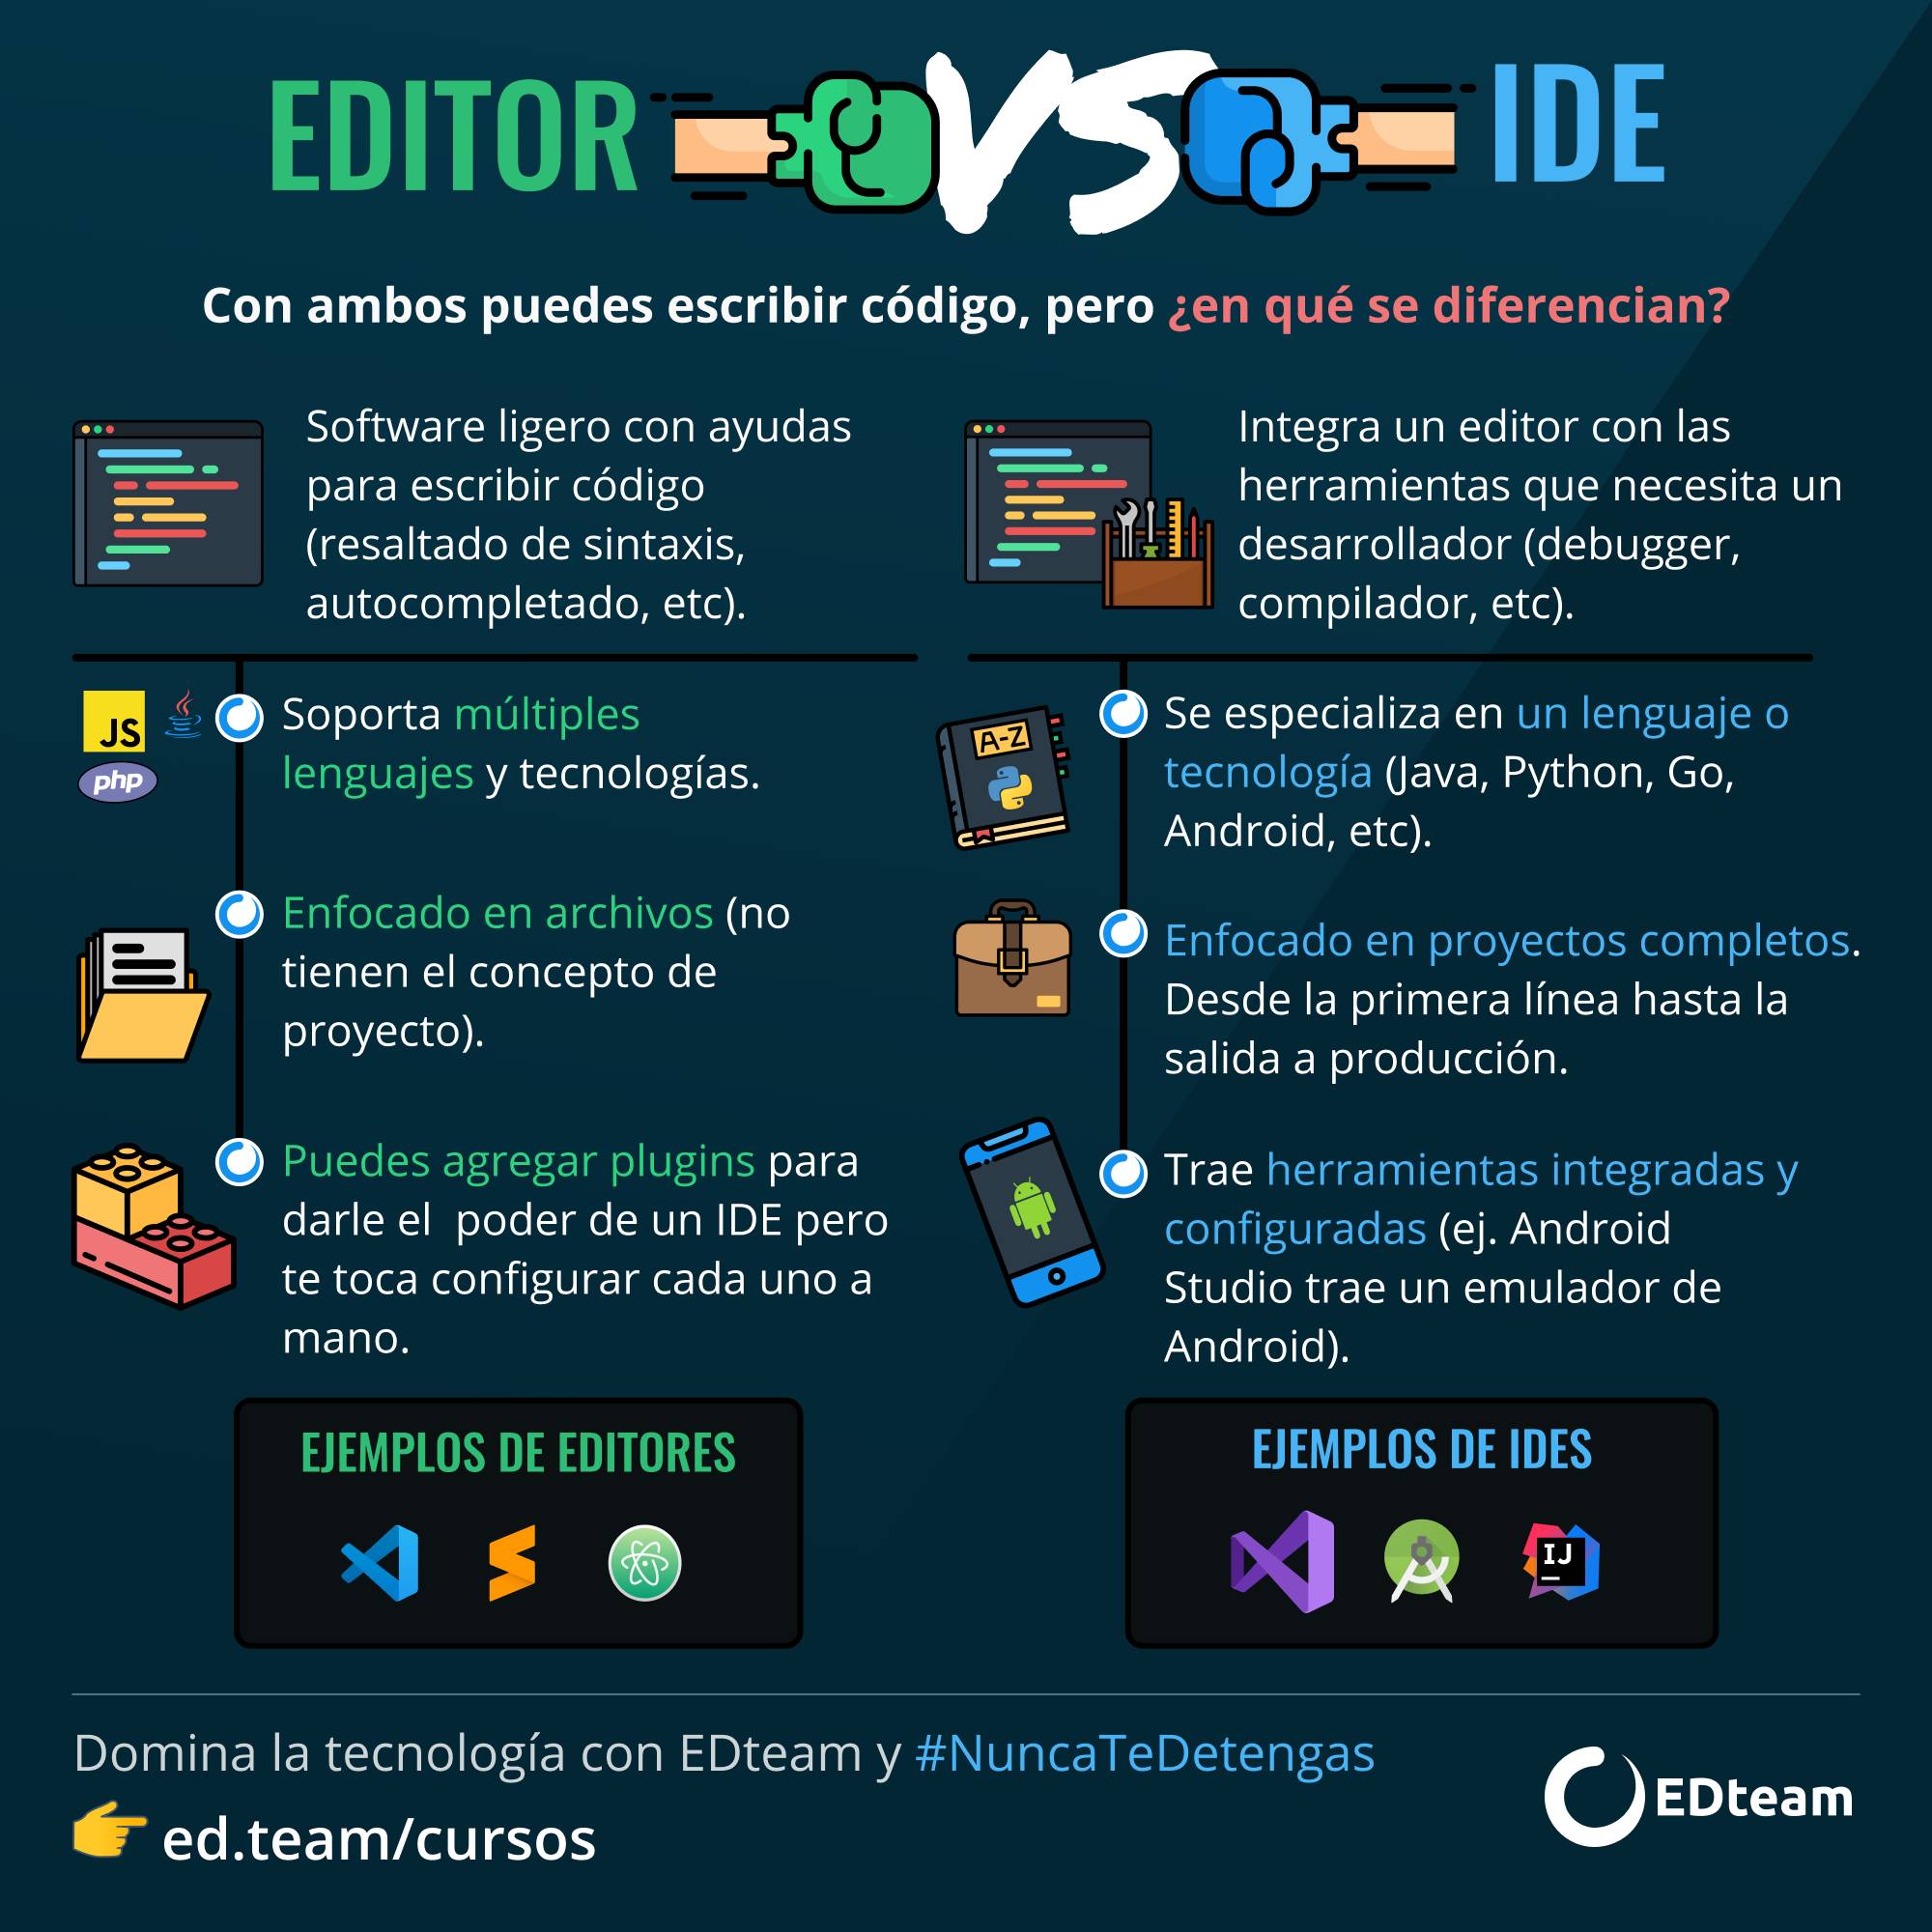 EDITOR VS IDE
Con ambos puedes escribir código, pero ¿en qué se diferencian?
Software ligero con ayudas
para escribir código
(resaltado de sintaxis,
autocompletado, etc).
JS
php
Soporta múltiples
lenguajes y tecnologías.
Enfocado en archivos (no
tienen el concepto de
proyecto).
Puedes agregar plugins para
darle el  poder de un IDE pero
te toca configurar cada uno a
mano.
EJEMPLOS DE EDITORES
Integra un editor con las
herramientas que necesita un
desarrollador (debugger,
compilador, etc).
A-Z
Se especializa en un lenguaje o
tecnología (Java, Python, Go,
Android, etc).
Enfocado en proyectos completos.
Desde la primera línea hasta la
salida a producción.
Trae herramientas integradas y
configuradas (ej. Android
Studio trae un emulador de
Android).
EJEMPLOS DE IDES
IJ
Domina la tecnología con EDteam y #NuncaTeDetengas
ed.team/cursos
EDteam